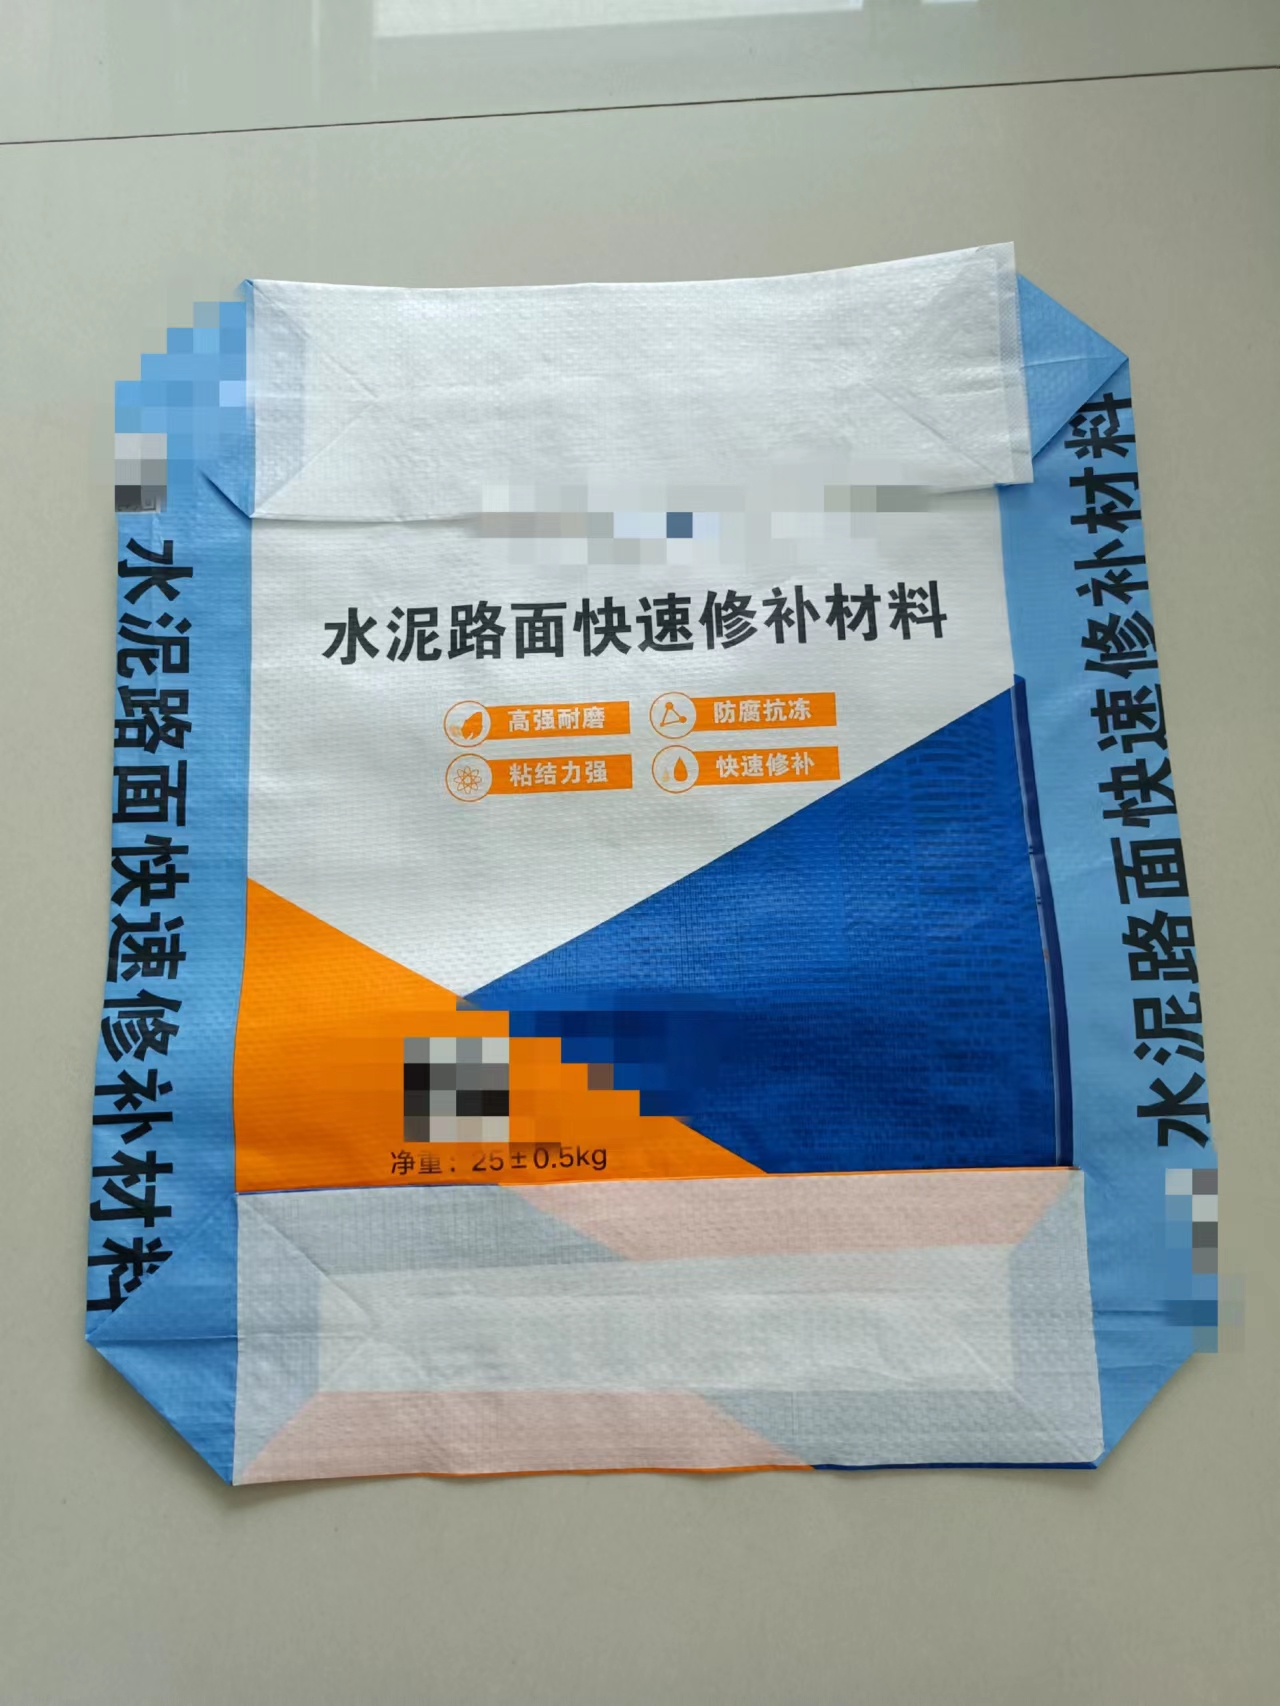 水泥路面快速修补材料
高强耐磨
防腐抗冻
粘结力强
快速修补
净重：25±0.5kg
水泥路面快速修补材料
水泥路面快速修补材料